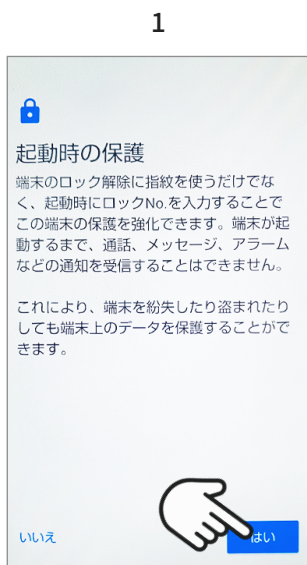 1
起動時の保護
端末のロック解除に指紋を使うだけでな
く、起動時にロックNo.を入力することで
この端末の保護を強化できます。端末が起
動するまで、通話、メッセージ、アラーム
などの通知を受信することはできません。
これにより、端末を紛失したり盗まれたり
しても端末上のデータを保護することがで
きます。
いいえ
はい